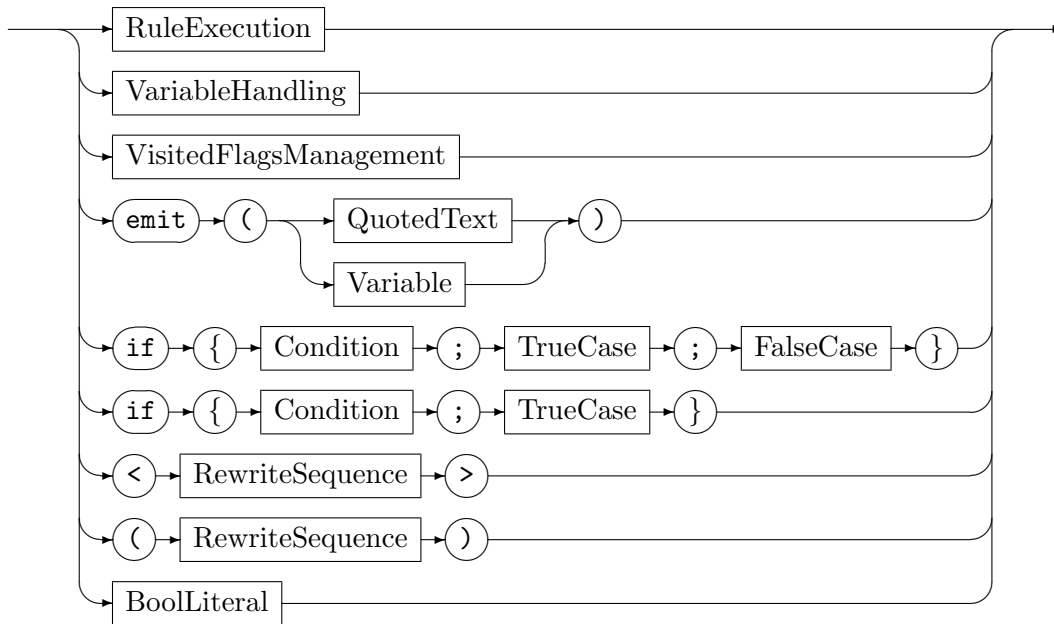 RuleExecution
VariableHandling
VisitedFlagsManagement
emit ( QuotedText )
Variable
if { Condition ; TrueCase ; FalseCase }
if { Condition ; TrueCase }
< RewriteSequence >
( RewriteSequence )
BoolLiteral